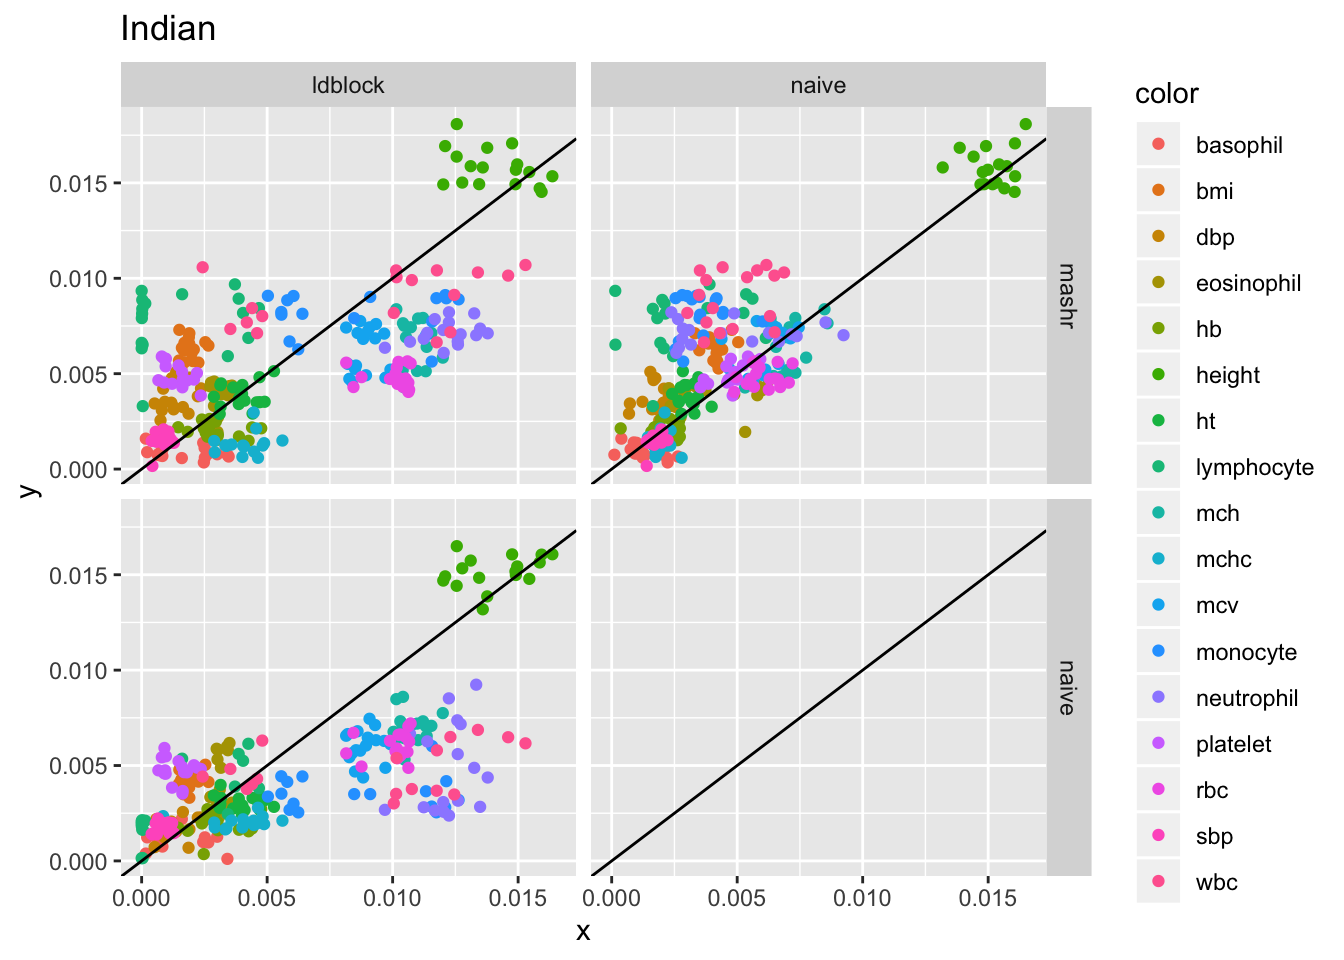 Indian
ldblock
naive
mashr
naive
0.015
0.010
0.005
0.000
0.015
0.010
0.005
0.000
y
0.000 0.005 0.010 0.015 0.000 0.005 0.010 0.015
x
color
basophil
bmi
dbp
eosinophil
hb
height
ht
lymphocyte
mch
mchc
mcv
monocyte
neutrophil
platelet
rbc
sbp
wbc